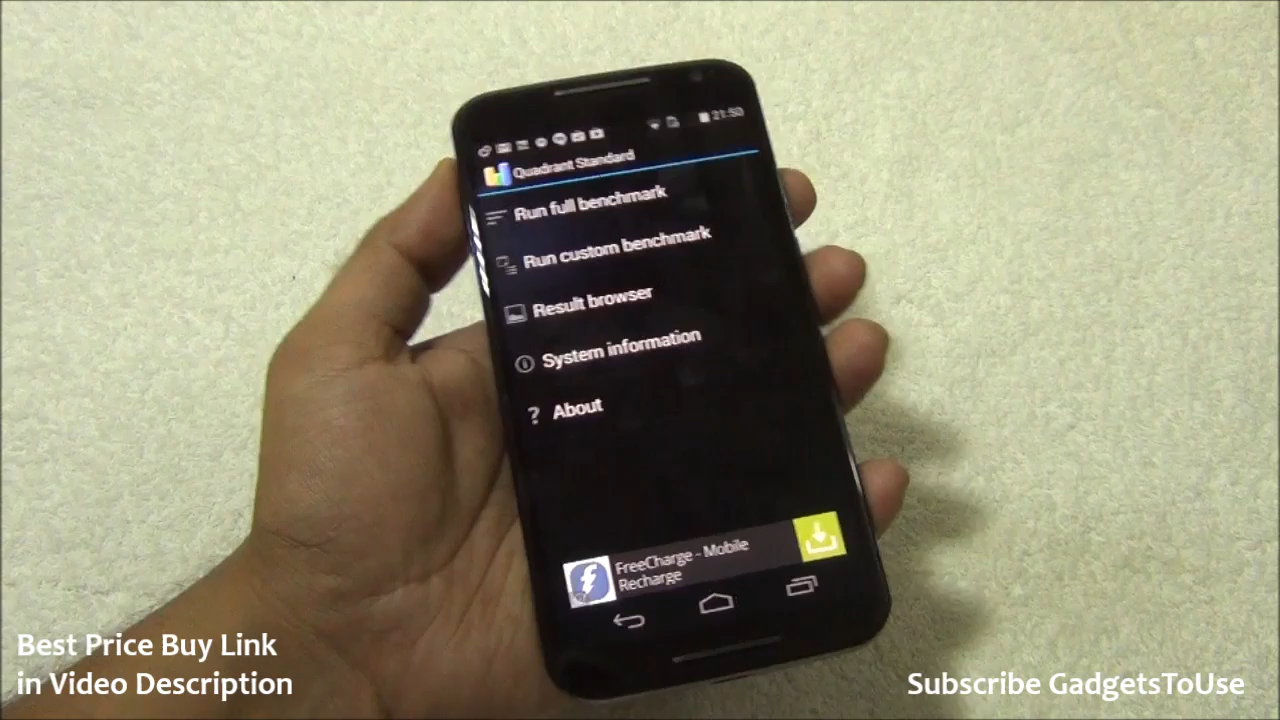 21:50
Quadrant Standard
Run full benchmark
Run custom benchmark
Result browser
System information
? About
FreeCharge - Mobile
Recharge
Best Price Buy Link
in Video Description
Subscribe GadgetsToUse